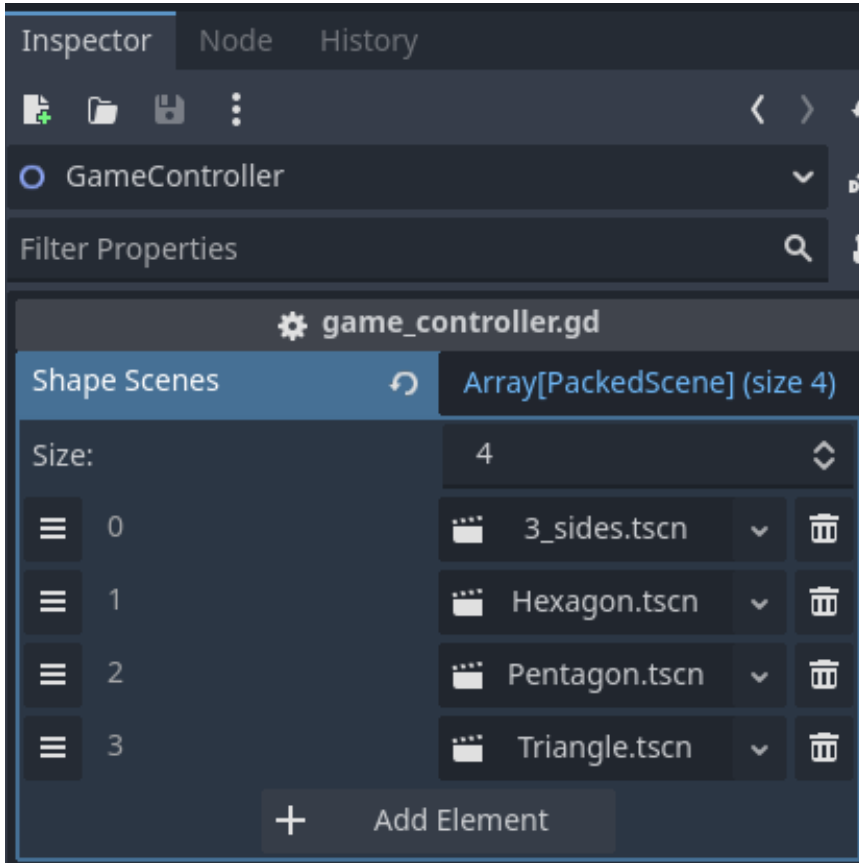 Inspector Node History
GameController
Filter Properties
game_controller.gd
Shape Scenes Array[PackedScene] (size 4)
Size: 4
0 3_sides.tscn
1 Hexagon.tscn
2 Pentagon.tscn
3 Triangle.tscn
+ Add Element